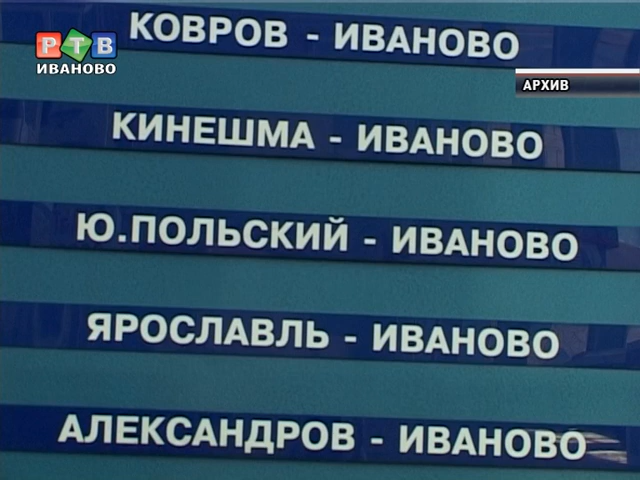 КОВРОВ - ИВАНОВО
РТВ
ИВАНОВО
АРХИВ
КИНЕШМА - ИВАНОВО
Ю.ПОЛЬСКИЙ - ИВАНОВО
ЯРОСЛАВЛЬ - ИВАНОВО
АЛЕКСАНДРОВ - ИВАНОВО